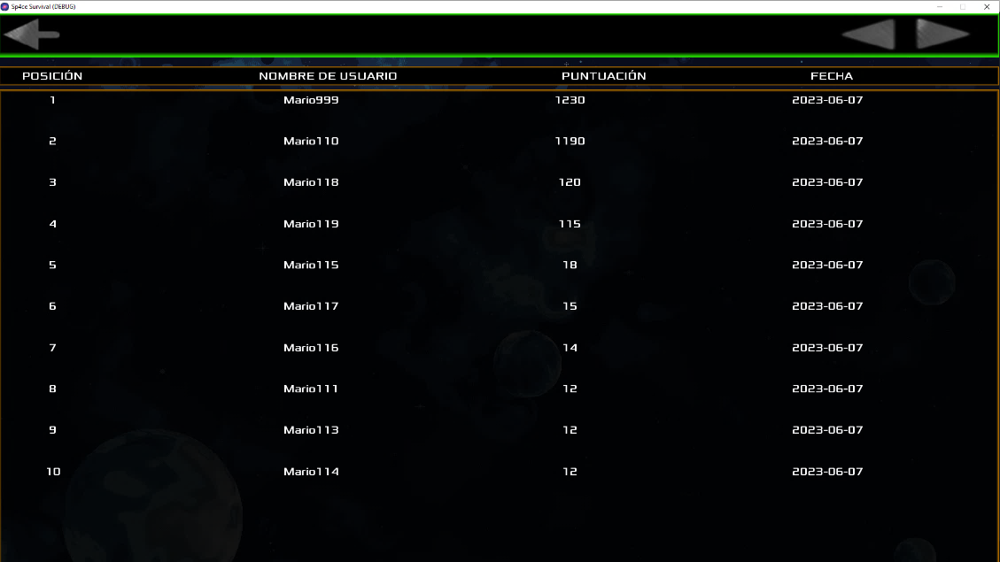 Sp4ce Survival (DEBUG)
POSICIÓN NOMBRE DE USUARIO PUNTUACIÓN FECHA
1 Mario999 1230 2023-06-07
2 Mario110 1190 2023-06-07
3 Mario118 120 2023-06-07
4 Mario119 115 2023-06-07
5 Mario115 18 2023-06-07
6 Mario117 15 2023-06-07
7 Mario116 14 2023-06-07
8 Mario111 12 2023-06-07
9 Mario113 12 2023-06-07
10 Mario114 12 2023-06-07